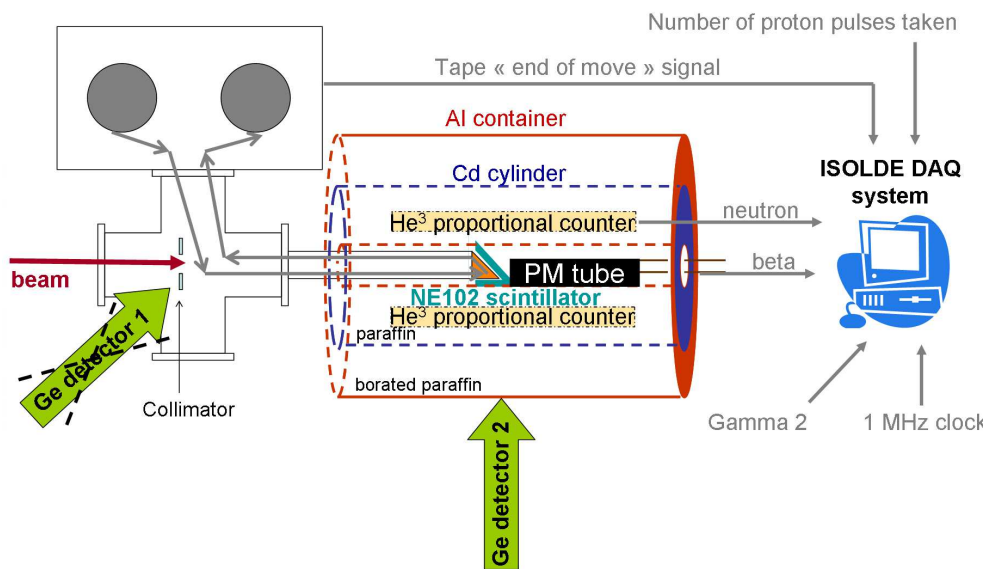 Number of proton pulses taken
Tape « end of move » signal
Al container
Cd cylinder
ISOLDE DAQ
system
He³ proportional counter
neutron
beam
PM tube
beta
NE102 scintillator
He³ proportional counter
paraffin
Ge detector 1
borated paraffin
Collimator
Ge detector 2
Gamma 2
1 MHz clock